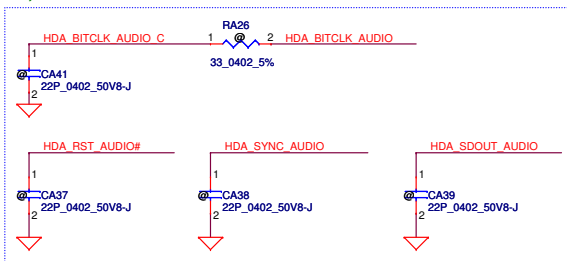 RA26
HDA_BITCLK_AUDIO_C 1 @ 2 HDA_BITCLK_AUDIO
33_0402_5%
1
@ CA41
22P_0402_50V8-J
2
HDA_RST_AUDIO# HDA_SYNC_AUDIO HDA_SDOUT_AUDIO
1 1 1
@ CA37 @ CA38 @ CA39
22P_0402_50V8-J 22P_0402_50V8-J 22P_0402_50V8-J
2 2 2